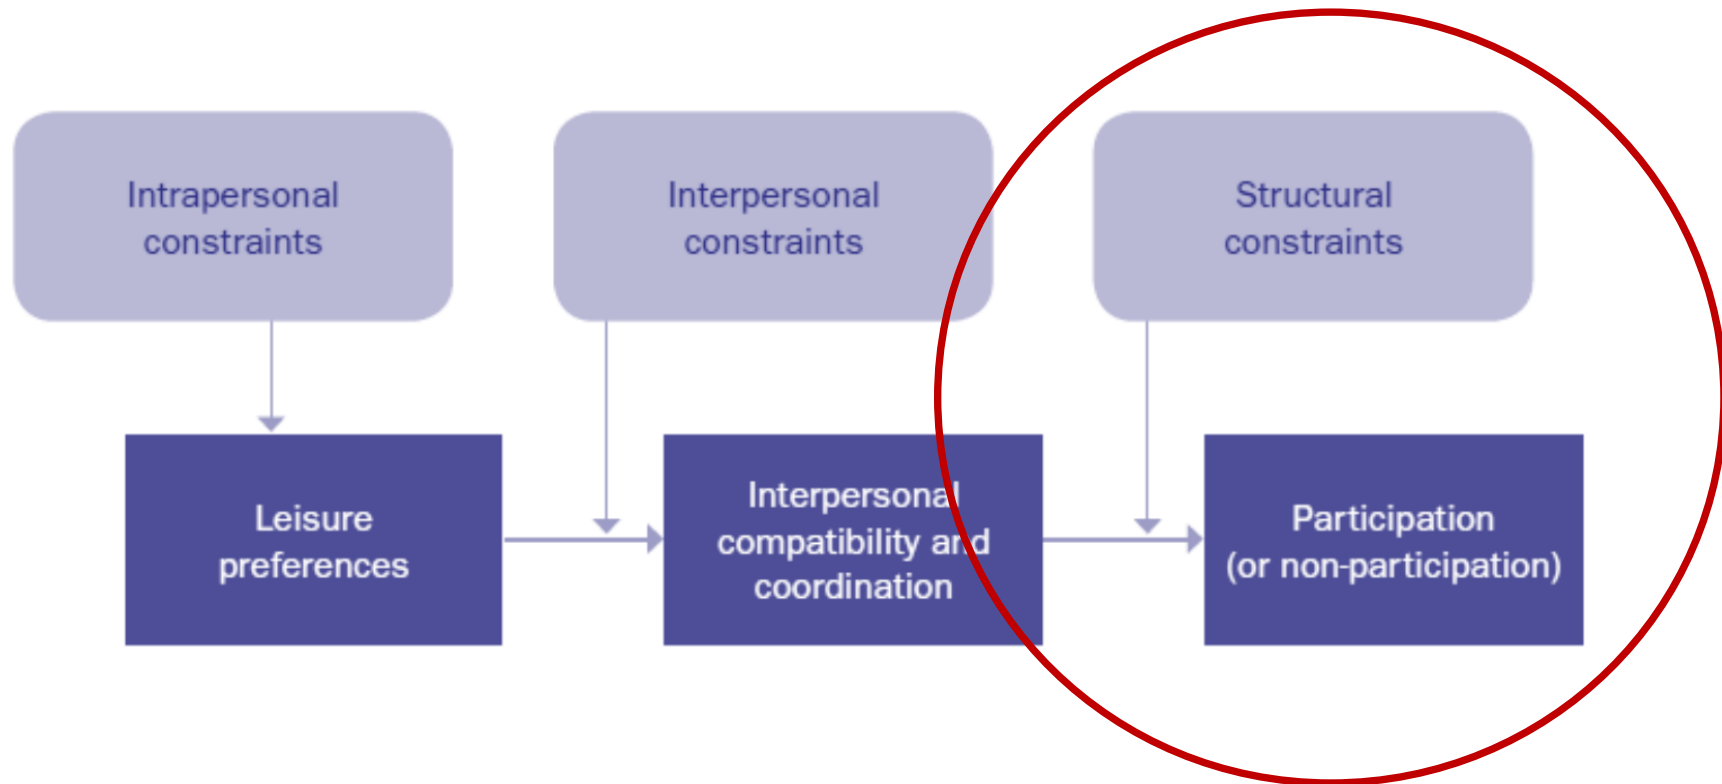 Intrapersonal
constraints
Interpersonal
constraints
Structural
constraints
Leisure
preferences
Interpersonal
compatibility and
coordination
Participation
(or non-participation)